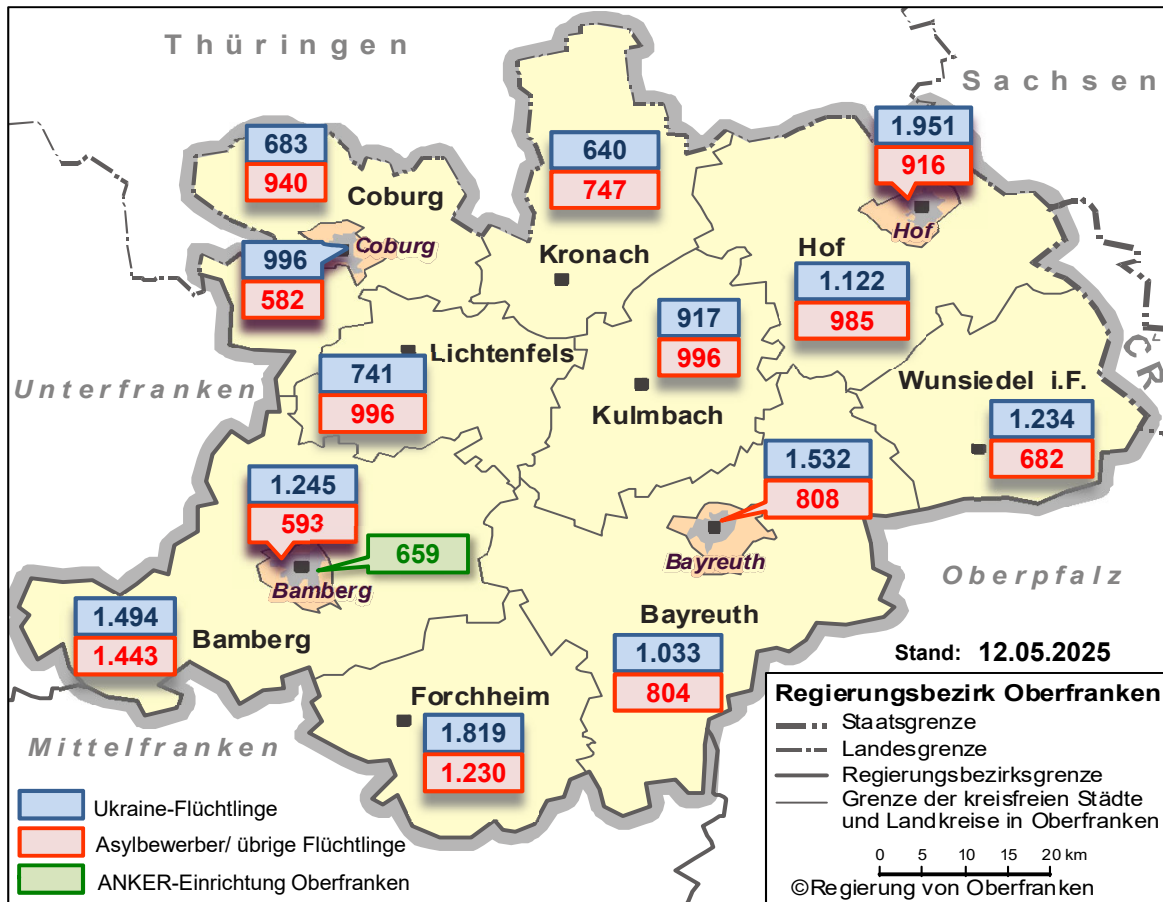 Thüringen
Sachsen
1.951
916
683
940
640
747
Coburg
Coburg
Hof
Kronach
Hof
996
582
1.122
985
917
996
ČR
Lichtenfels
741
996
Unterfranken
Wunsiedel i.F.
Kulmbach
1.234
682
1.532
808
1.245
593
659
Bayreuth
Bamberg
Oberpfalz
1.494
1.443
Bamberg
Bayreuth
1.033
804
Stand: 12.05.2025
Forchheim
1.819
1.230
Mittelfranken
Regierungsbezirk Oberfranken
Staatsgrenze
Landesgrenze
Regierungsbezirksgrenze
Grenze der kreisfreien Städte
und Landkreise in Oberfranken
0 5 10 15 20 km
©Regierung von Oberfranken
Ukraine-Flüchtlinge
Asylbewerber/ übrige Flüchtlinge
ANKER-Einrichtung Oberfranken